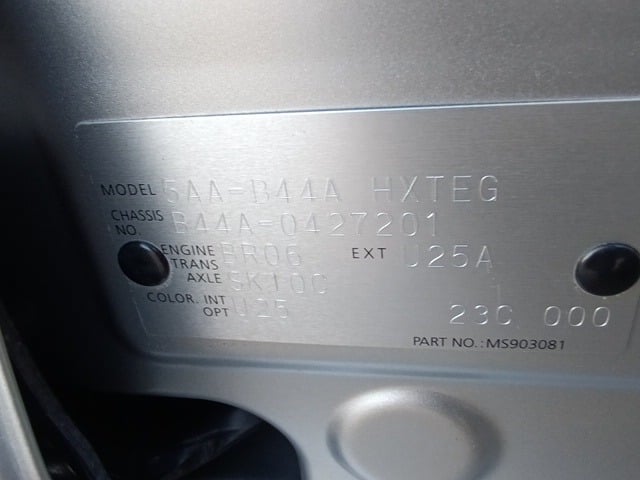 MODEL 5AA-B44A HXTEG
CHASSIS NO. B44A-0427201
ENGINE BR06 EXT U25A
TRANS AXLE SK10C
COLOR. INT
OPT U25 23C 000
PART NO.:MS903081